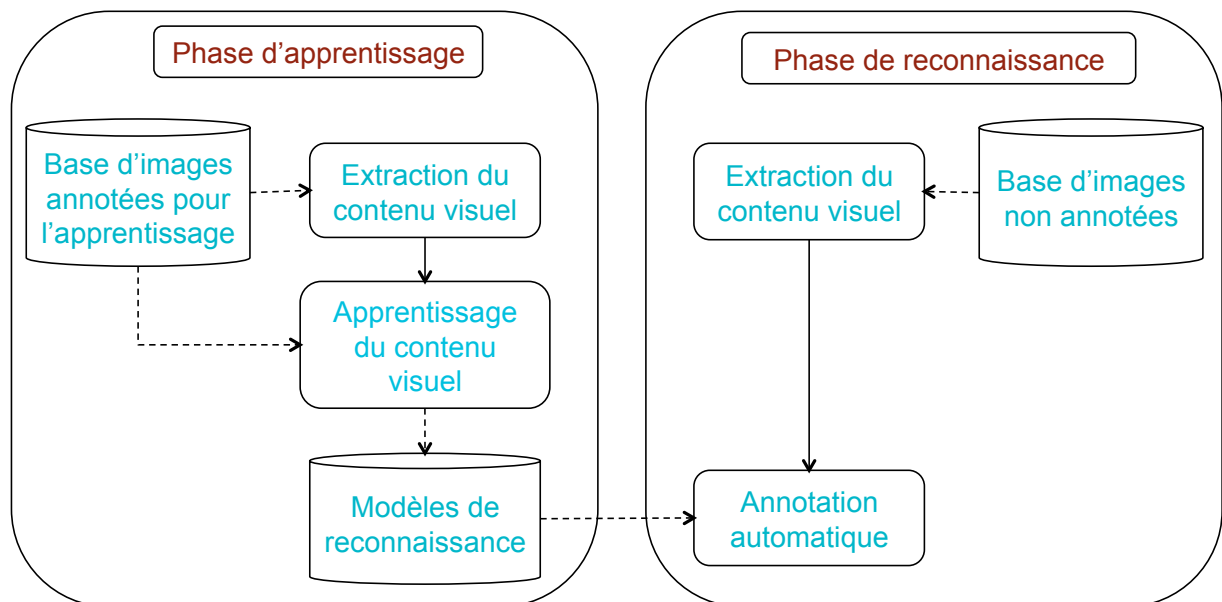 Phase d’apprentissage
Base d’images
annotées pour
l’apprentissage
Extraction du
contenu visuel
Apprentissage
du contenu
visuel
Modèles de
reconnaissance
Phase de reconnaissance
Extraction du
contenu visuel
Base d’images
non annotées
Annotation
automatique